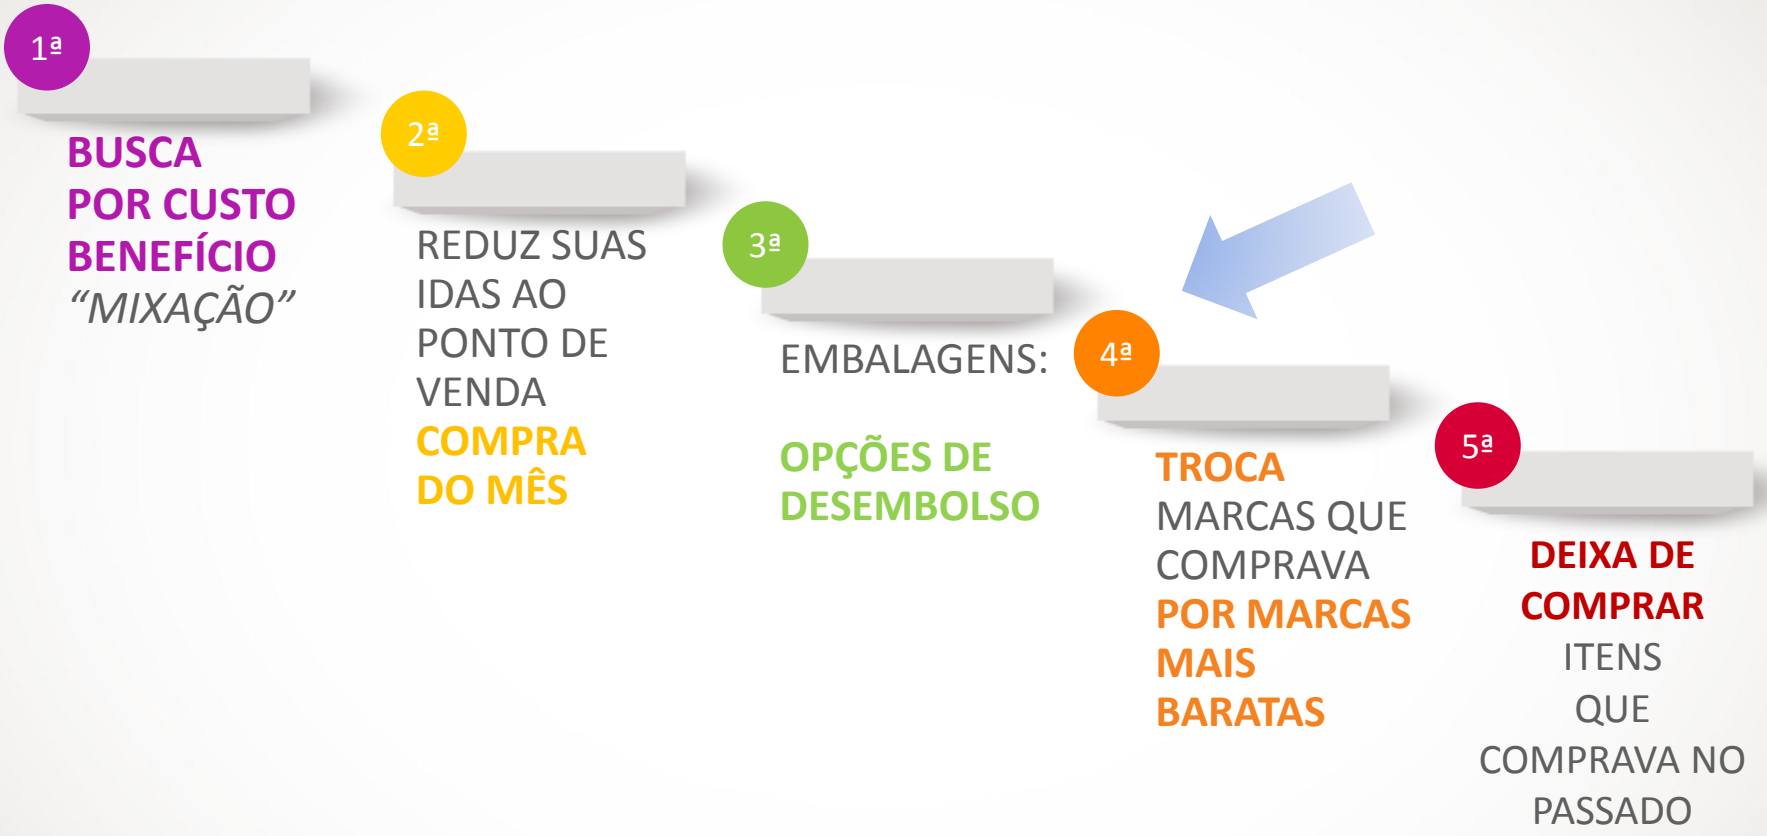 1ª
BUSCA
POR CUSTO
BENEFÍCIO
“MIXAÇÃO”
2ª
REDUZ SUAS
IDAS AO
PONTO DE
VENDA
COMPRA
DO MÊS
3ª
EMBALAGENS:
OPÇÕES DE
DESEMBOLSO
4ª
TROCA
MARCAS QUE
COMPRAVA
POR MARCAS
MAIS
BARATAS
5ª
DEIXA DE
COMPRAR
ITENS
QUE
COMPRAVA NO
PASSADO